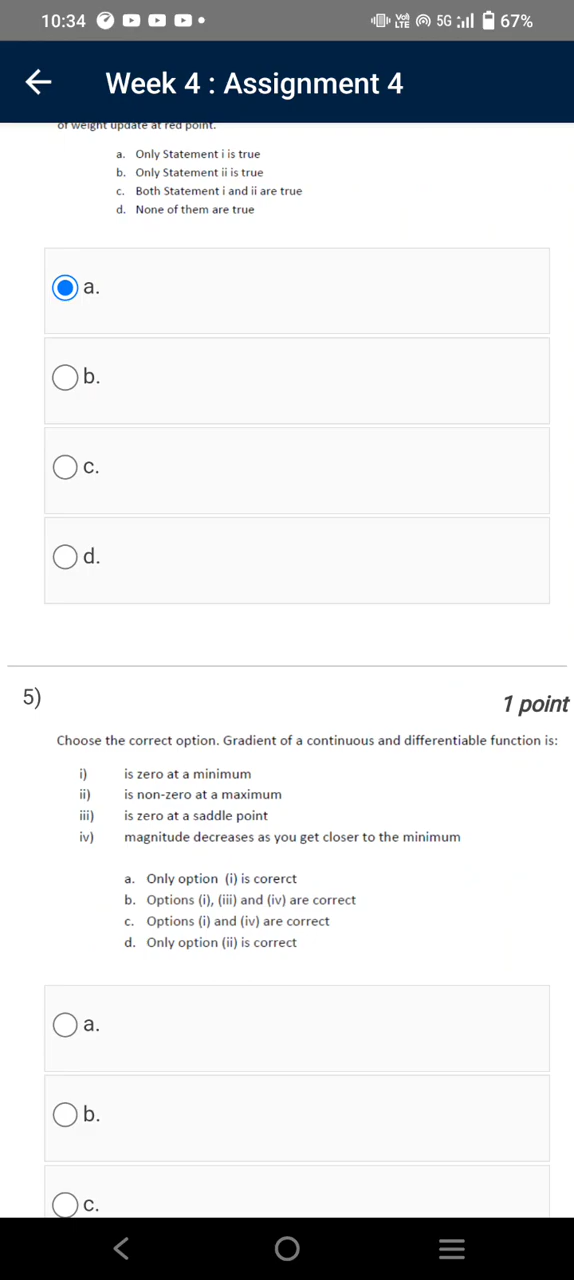 10:34 Vo) LTE 5G 67%
Week 4 : Assignment 4
of weight update at red point.
a. Only Statement i is true
b. Only Statement ii is true
c. Both Statement i and ii are true
d. None of them are true
a.
b.
c.
d.
5)
1 point
Choose the correct option. Gradient of a continuous and differentiable function is:
i) is zero at a minimum
ii) is non-zero at a maximum
iii) is zero at a saddle point
iv) magnitude decreases as you get closer to the minimum
a. Only option (i) is corerct
b. Options (i), (iii) and (iv) are correct
c. Options (i) and (iv) are correct
d. Only option (ii) is correct
a.
b.
c.